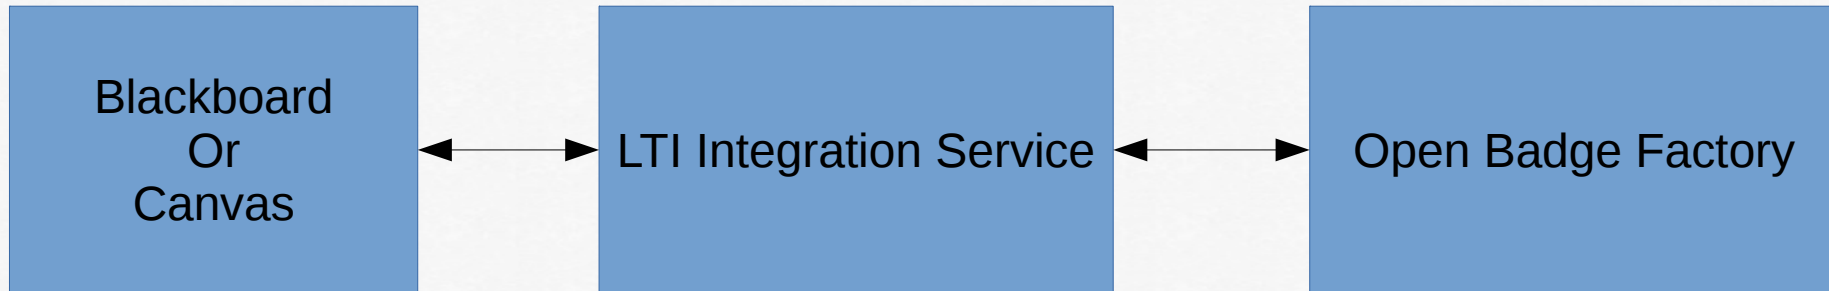 Blackboard
Or
Canvas
LTI Integration Service
Open Badge Factory